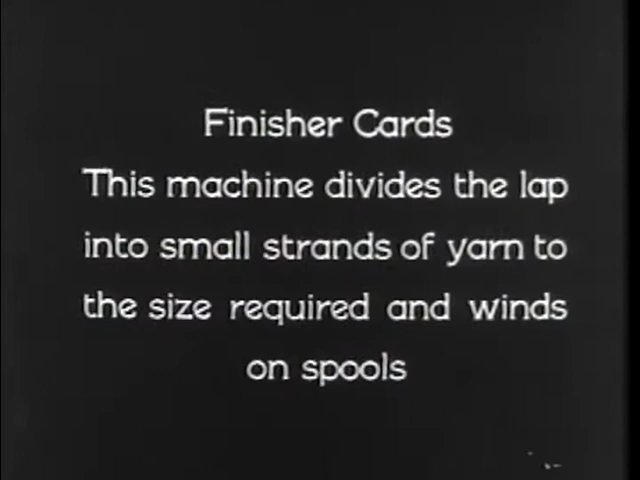 Finisher Cards
This machine divides the lap
into small strands of yarn to
the size required and winds
on spools